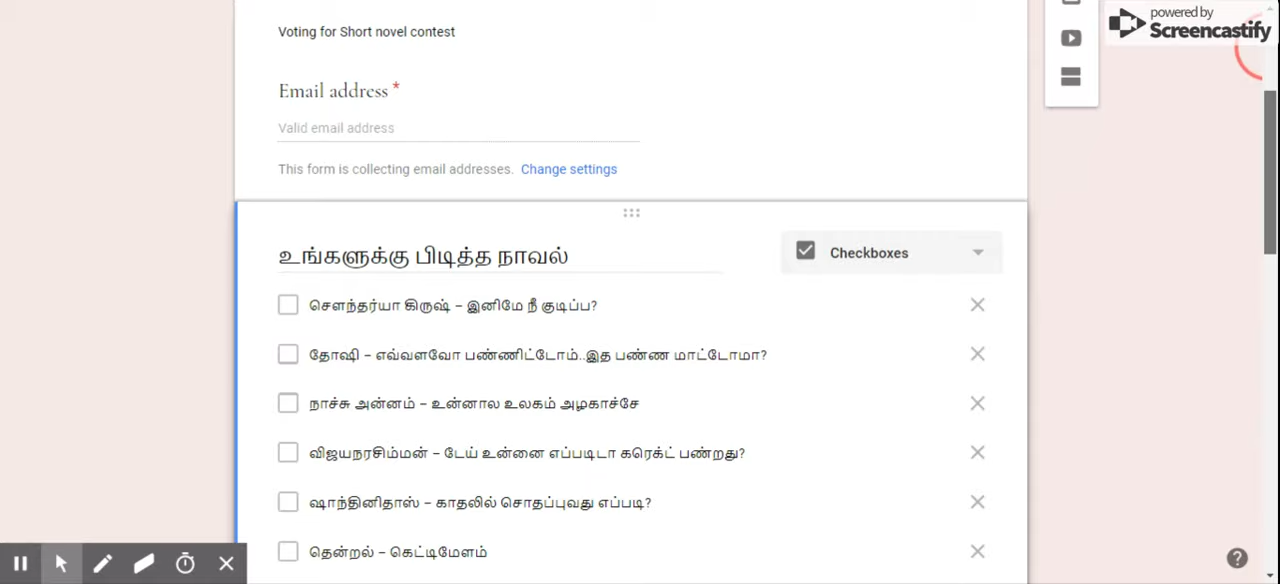 powered by
Screencastify
Voting for Short novel contest
Email address *
Valid email address
This form is collecting email addresses. Change settings
உங்களுக்கு பிடித்த நாவல்
Checkboxes
சௌந்தர்யா கிருஷ் – இனிமே நீ குடிப்ப?
தோஷி – எவ்வளவோ பண்ணிட்டோம்..இத பண்ண மாட்டோமா?
நாச்சு அன்னம் – உன்னால உலகம் அழகாச்சே
விஜயநரசிம்மன் – டேய் உன்னை எப்படிடா கரெக்ட் பண்றது?
ஷாந்தினிதாஸ் – காதலில் சொதப்புவது எப்படி?
தென்றல் – கெட்டிமேளம்